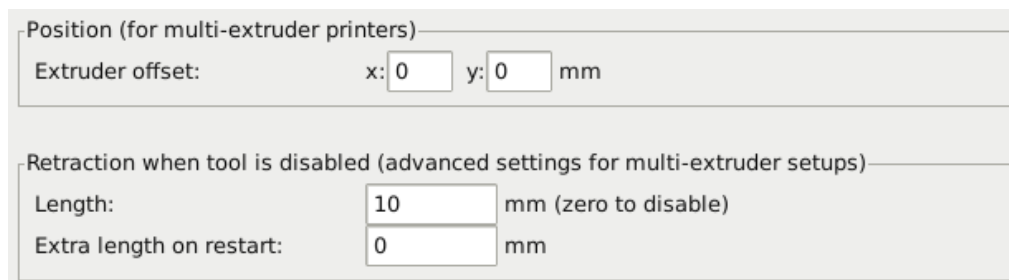 Position (for multi-extruder printers)
Extruder offset: x: 0 y: 0 mm
Retraction when tool is disabled (advanced settings for multi-extruder setups)
Length: 10 mm (zero to disable)
Extra length on restart: 0 mm